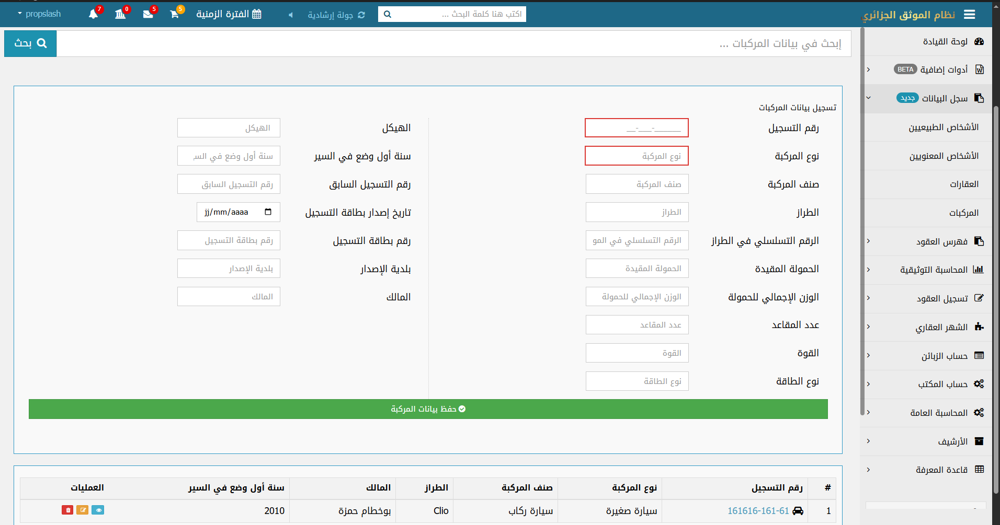 نظام الموثق الجزائري
اكتب هنا كلمة البحث ...
جولة إرشادية
الفترة الزمنية
5
5
0
7
propslash
لوحة القيادة
أدوات إضافية BETA
سجل البيانات جديد
الأشخاص الطبيعيين
الأشخاص المعنويين
العقارات
المركبات
فهرس العقود
المحاسبة التوثيقية
تسجيل العقود
الشهر العقاري
حساب الزبائن
حساب المكتب
المحاسبة العامة
الأرشيف
قاعدة المعرفة
إبحث في بيانات المركبات ...
بحث
تسجيل بيانات المركبات
رقم التسجيل ______-___-__
نوع المركبة نوع المركبة
صنف المركبة صنف المركبة
الطراز الطراز
الرقم التسلسلي في الطراز الرقم التسلسلي في المو
الحمولة المقيدة الحمولة المقيدة
الوزن الإجمالي للحمولة الوزن الإجمالي للحمولة
عدد المقاعد عدد المقاعد
القوة القوة
نوع الطاقة نوع الطاقة
الهيكل الهيكل
سنة أول وضع في السير سنة أول وضع في السي
رقم التسجيل السابق رقم التسجيل السابق
تاريخ إصدار بطاقة التسجيل jj/mm/aaaa
رقم بطاقة التسجيل رقم بطاقة التسجيل
بلدية الإصدار بلدية الإصدار
المالك المالك
حفظ بيانات المركبة
# رقم التسجيل نوع المركبة صنف المركبة الطراز المالك سنة أول وضع في السير العمليات
1 161616-161-61 سيارة صغيرة سيارة ركاب Clio بوخطام حمزة 2010